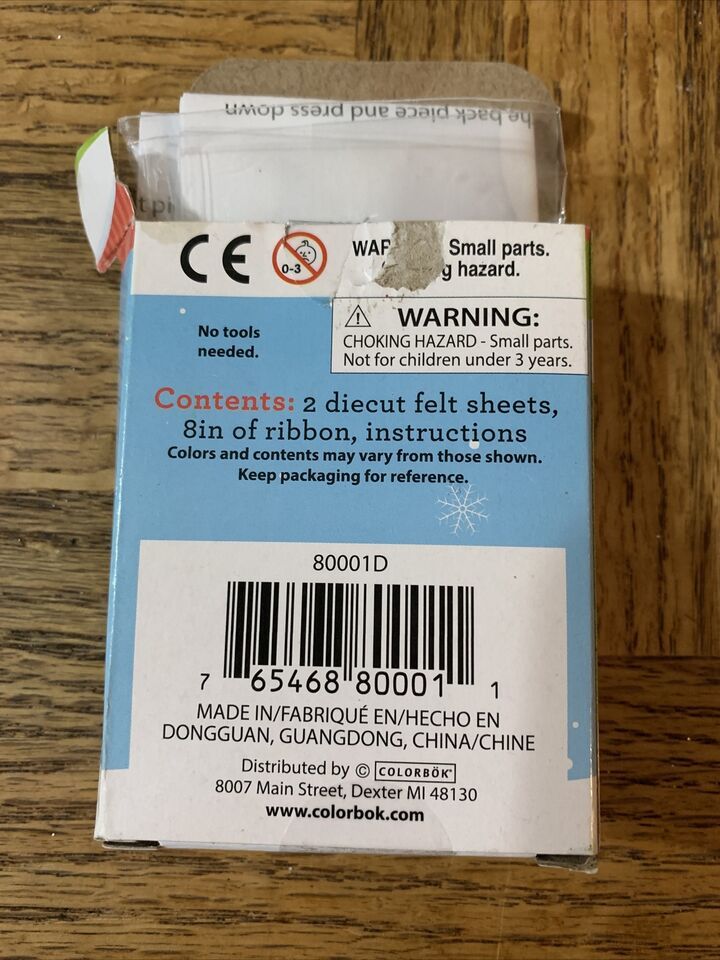 he back piece and press down
t pi
CE
0-3
Small parts.
hazard.
No tools
needed.
WARNING:
CHOKING HAZARD - Small parts.
Not for children under 3 years.
Contents: 2 diecut felt sheets,
8in of ribbon, instructions
Colors and contents may vary from those shown.
Keep packaging for reference.
80001D
7 65468 80001 1
MADE IN/FABRIQUÉ EN/HECHO EN
DONGGUAN, GUANGDONG, CHINA/CHINE
Distributed by © COLORBÖK
8007 Main Street, Dexter MI 48130
www.colorbok.com